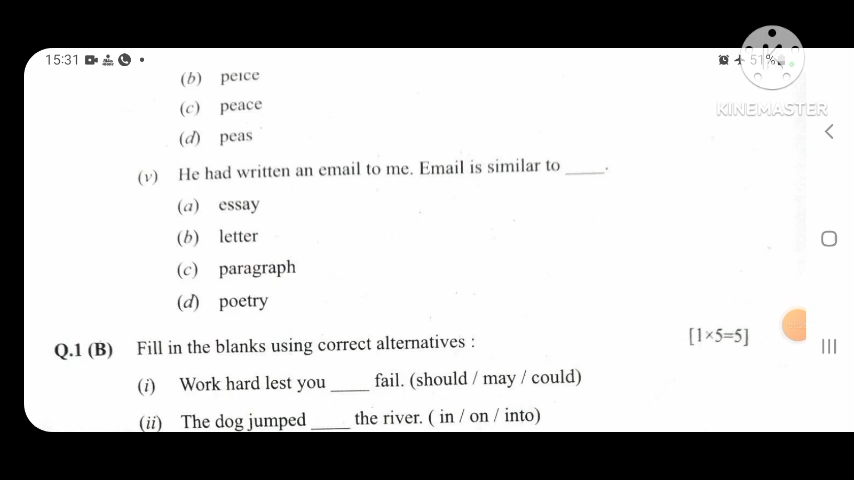 15:31 51%
KINEMASTER
(b) peice
(c) peace
(d) peas
(v) He had written an email to me. Email is similar to ____.
(a) essay
(b) letter
(c) paragraph
(d) poetry
[1×5=5]
Q.1 (B) Fill in the blanks using correct alternatives :
(i) Work hard lest you ____ fail. (should / may / could)
(ii) The dog jumped ____ the river. ( in / on / into)